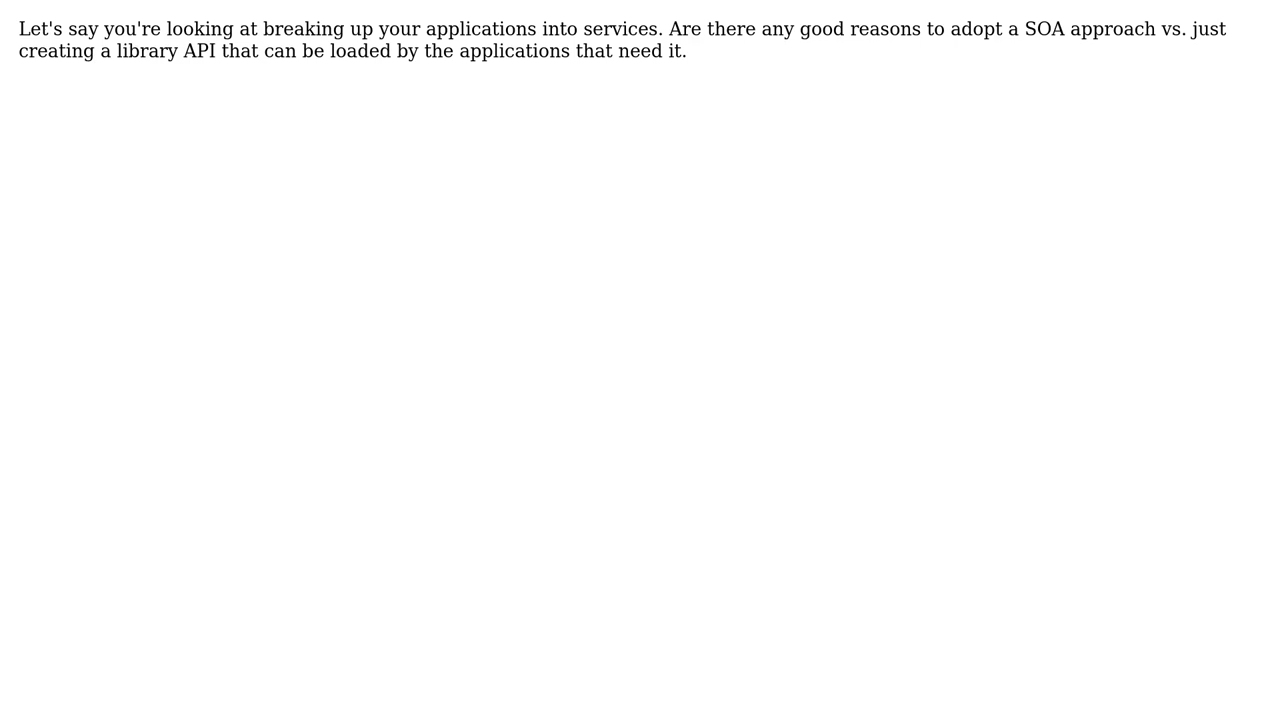 Let's say you're looking at breaking up your applications into services. Are there any good reasons to adopt a SOA approach vs. just
creating a library API that can be loaded by the applications that need it.